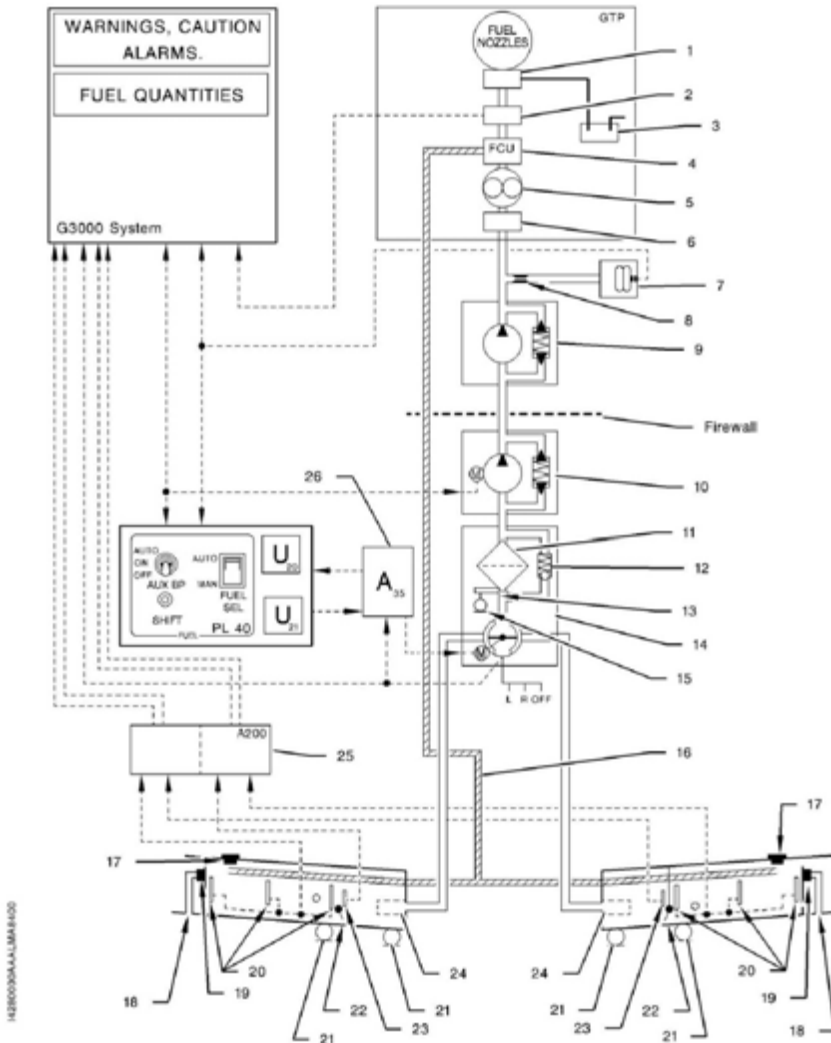 WARNINGS, CAUTION
ALARMS.
FUEL QUANTITIES
G3000 System
GTP
FUEL
NOZZLES
1
2
3
FCU
4
5
6
7
8
9
Firewall
10
26
11
12
13
14
15
AUTO
ON
OFF
AUX BP
SHIFT
FUEL
AUTO
MAN
FUEL
SEL
PL 40
U 20
U 21
A 35
L R OFF
A200
25
16
17
17
18
19
20
21
22
23
21
24
24
21
23
22
21
20
19
18